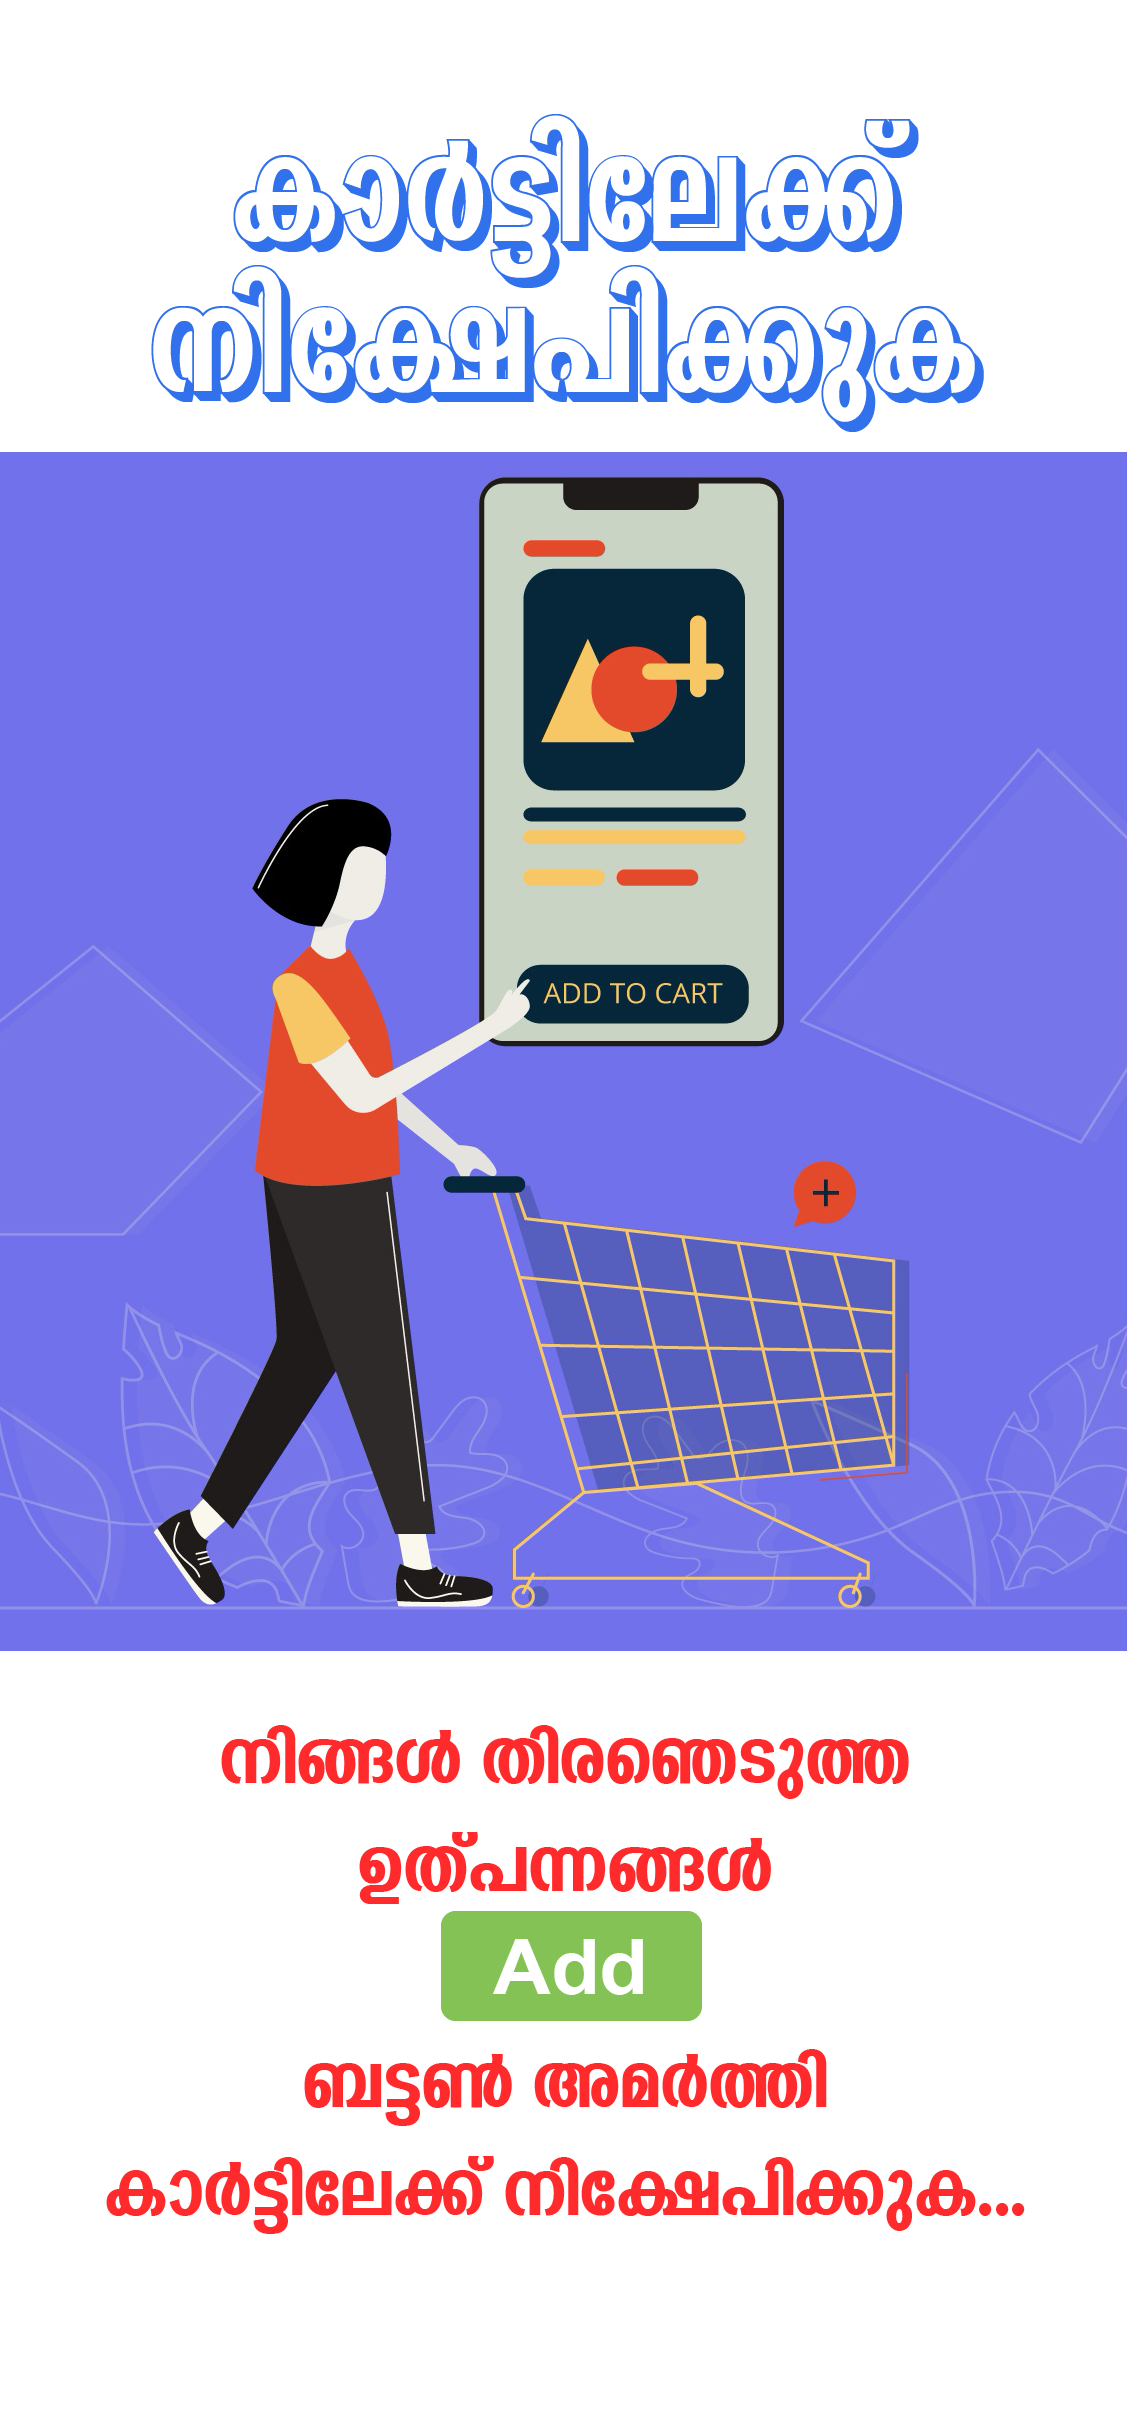 കാർട്ടിലേക്ക്
നിക്ഷേപിക്കുക
ADD TO CART
നിങ്ങൾ തിരഞെടുത്ത
ഉത്പന്നങ്ങൾ
Add
ബട്ടൺ അമർത്തി
കാർട്ടിലേക്ക് നിക്ഷേപിക്കുക...